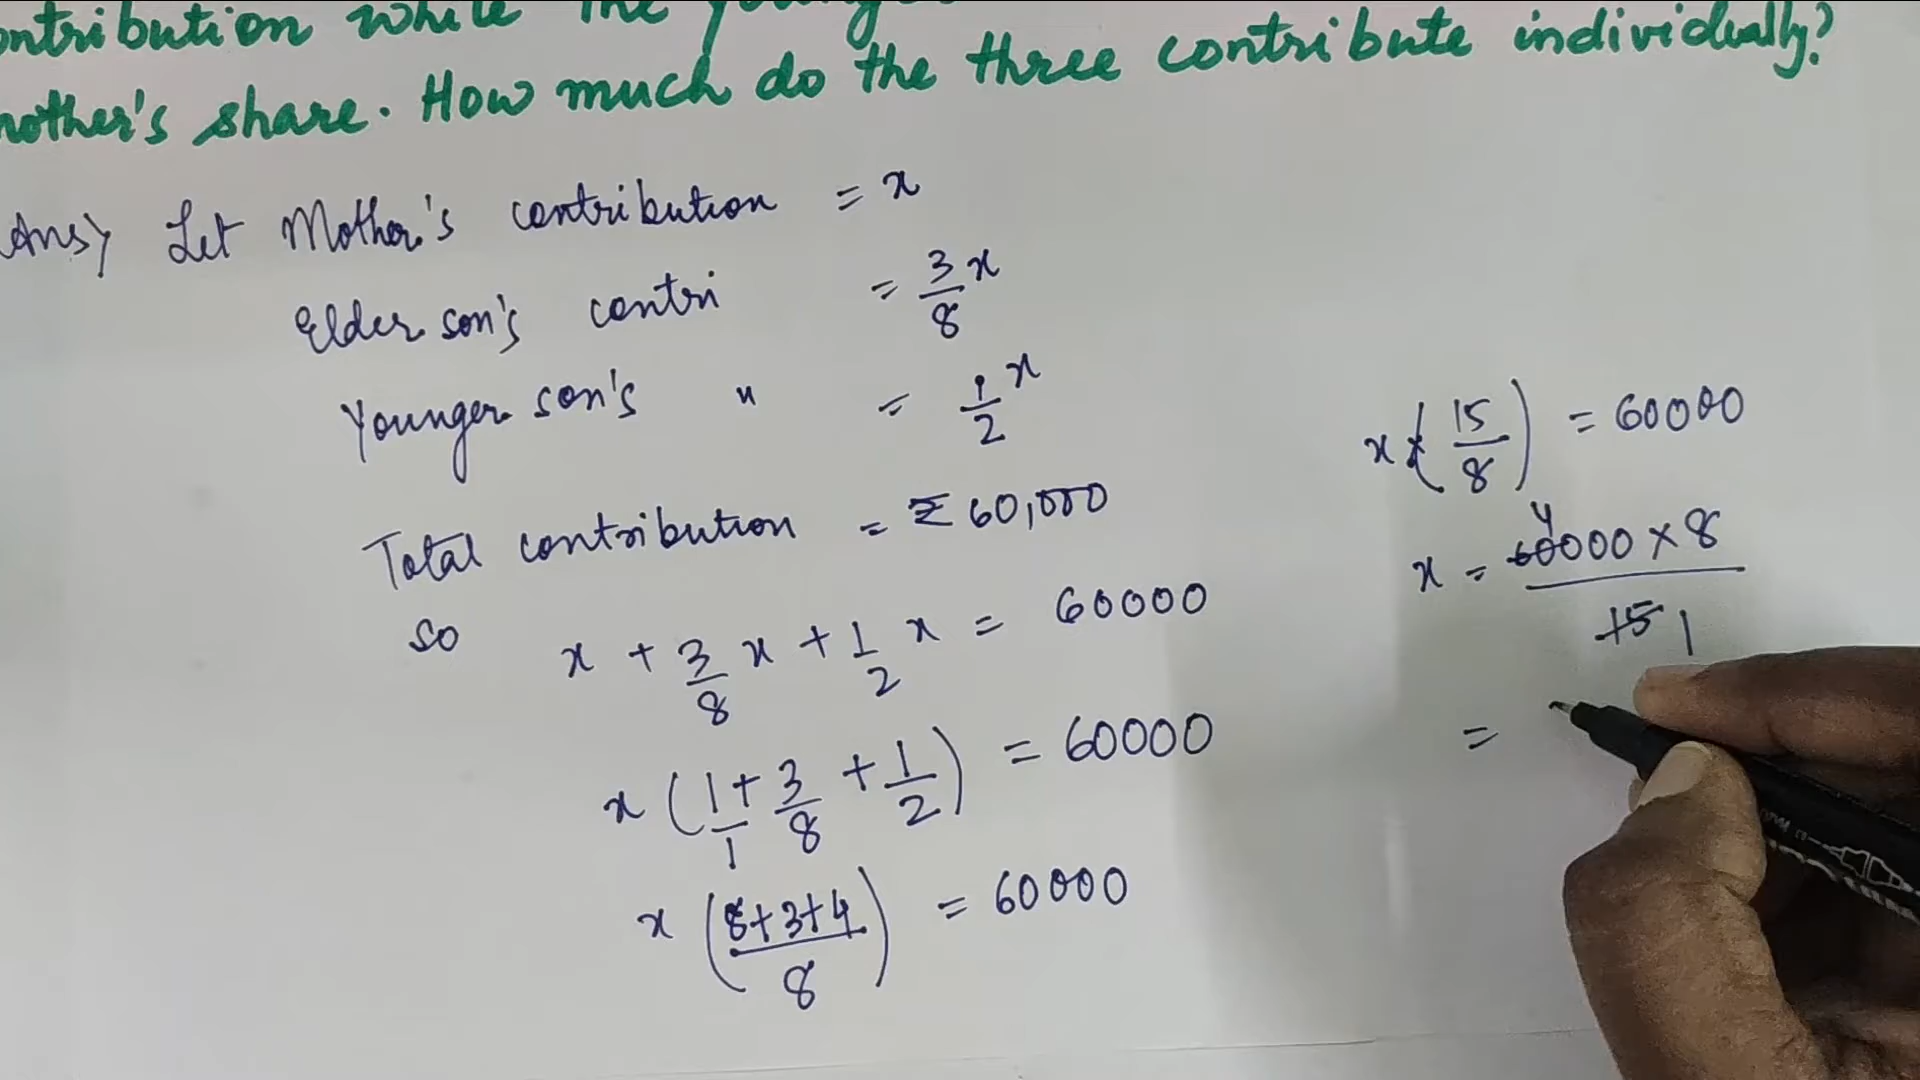 ontribution while the younge
mother's share. How much do the three contribute individually?
Ans> Let Mother's contribution = x
Elder son's contri = 3/8 x
Younger son's " = 1/2 x
Total contribution = ₹ 60,000
so x + 3/8 x + 1/2 x = 60000
x (1/1 + 3/8 + 1/2) = 60000
x (8+3+4/8) = 60000
x × (15/8) = 60000
4
x = 60000 × 8
15 1
=